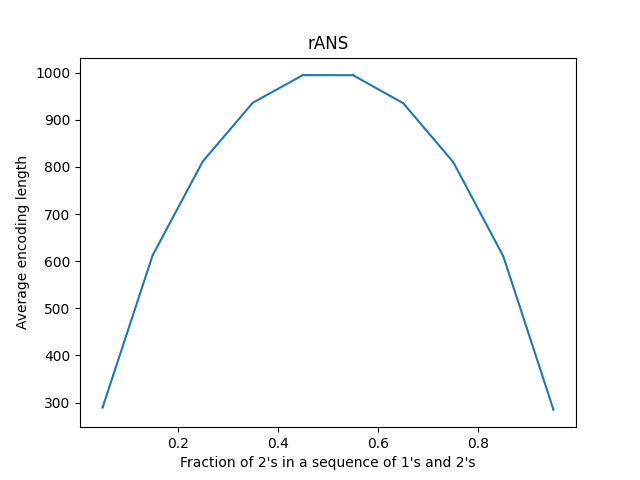 rANS
Average encoding length
1000
900
800
700
600
500
400
300
0.2 0.4 0.6 0.8
Fraction of 2's in a sequence of 1's and 2's